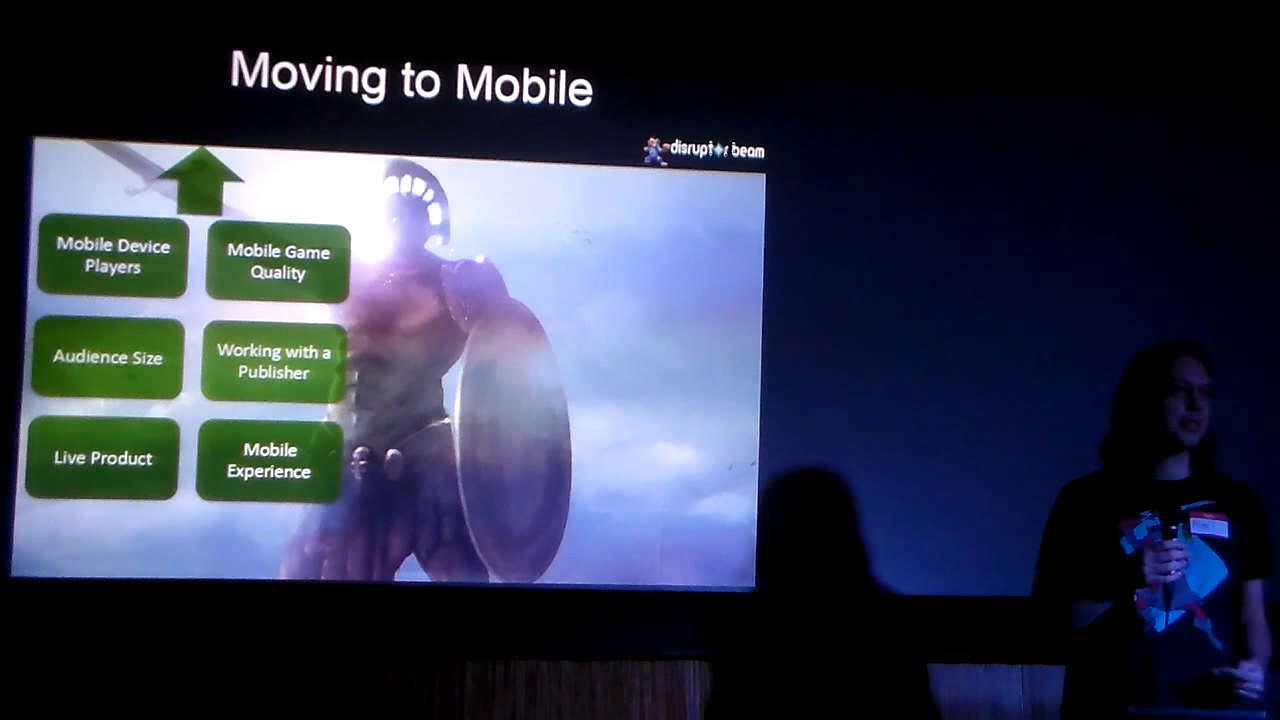 Moving to Mobile
disruptor beam
Mobile Device
Players
Mobile Game
Quality
Audience Size
Working with a
Publisher
Live Product
Mobile
Experience